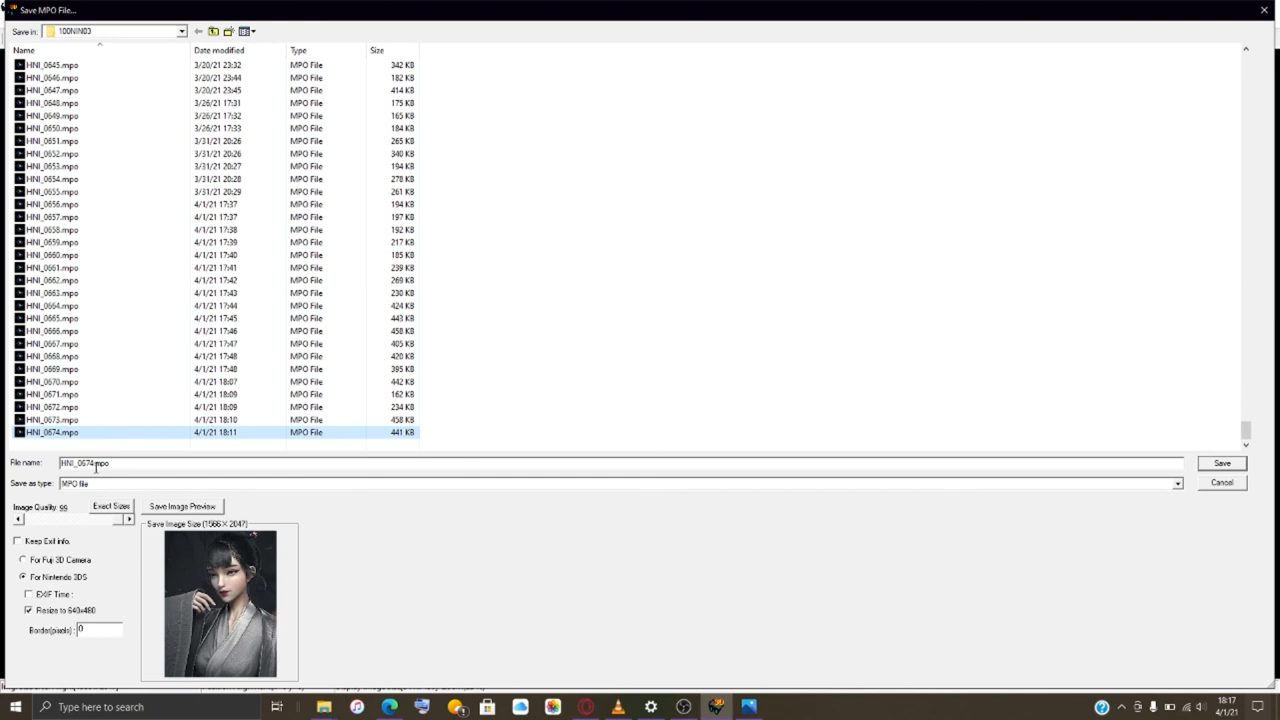 Save MPO File...
Save in: 100NIN03
Name Date modified Type Size
HNI_0645.mpo 3/20/21 23:32 MPO File 342 KB
HNI_0646.mpo 3/20/21 23:44 MPO File 182 KB
HNI_0647.mpo 3/20/21 23:45 MPO File 414 KB
HNI_0648.mpo 3/26/21 17:31 MPO File 175 KB
HNI_0649.mpo 3/26/21 17:32 MPO File 165 KB
HNI_0650.mpo 3/26/21 17:33 MPO File 184 KB
HNI_0651.mpo 3/31/21 20:26 MPO File 265 KB
HNI_0652.mpo 3/31/21 20:26 MPO File 340 KB
HNI_0653.mpo 3/31/21 20:27 MPO File 194 KB
HNI_0654.mpo 3/31/21 20:28 MPO File 278 KB
HNI_0655.mpo 3/31/21 20:29 MPO File 261 KB
HNI_0656.mpo 4/1/21 17:37 MPO File 194 KB
HNI_0657.mpo 4/1/21 17:37 MPO File 197 KB
HNI_0658.mpo 4/1/21 17:38 MPO File 192 KB
HNI_0659.mpo 4/1/21 17:39 MPO File 217 KB
HNI_0660.mpo 4/1/21 17:40 MPO File 185 KB
HNI_0661.mpo 4/1/21 17:41 MPO File 239 KB
HNI_0662.mpo 4/1/21 17:42 MPO File 269 KB
HNI_0663.mpo 4/1/21 17:43 MPO File 230 KB
HNI_0664.mpo 4/1/21 17:44 MPO File 424 KB
HNI_0665.mpo 4/1/21 17:45 MPO File 443 KB
HNI_0666.mpo 4/1/21 17:46 MPO File 458 KB
HNI_0667.mpo 4/1/21 17:47 MPO File 405 KB
HNI_0668.mpo 4/1/21 17:48 MPO File 420 KB
HNI_0669.mpo 4/1/21 17:48 MPO File 395 KB
HNI_0670.mpo 4/1/21 18:07 MPO File 442 KB
HNI_0671.mpo 4/1/21 18:09 MPO File 162 KB
HNI_0672.mpo 4/1/21 18:09 MPO File 234 KB
HNI_0673.mpo 4/1/21 18:10 MPO File 458 KB
HNI_0674.mpo 4/1/21 18:11 MPO File 441 KB
File name: HNI_0674.mpo Save
Save as type: MPO file Cancel
Image Quality: 99 Exact Sizes Save Image Preview
Save Image Size (1566×2047)
Keep Exif info.
For Fuji 3D Camera
For Nintendo 3DS
EXIF Time :
Resize to 640x480
Border(pixels) : 0
Type here to search
18:17
4/1/21